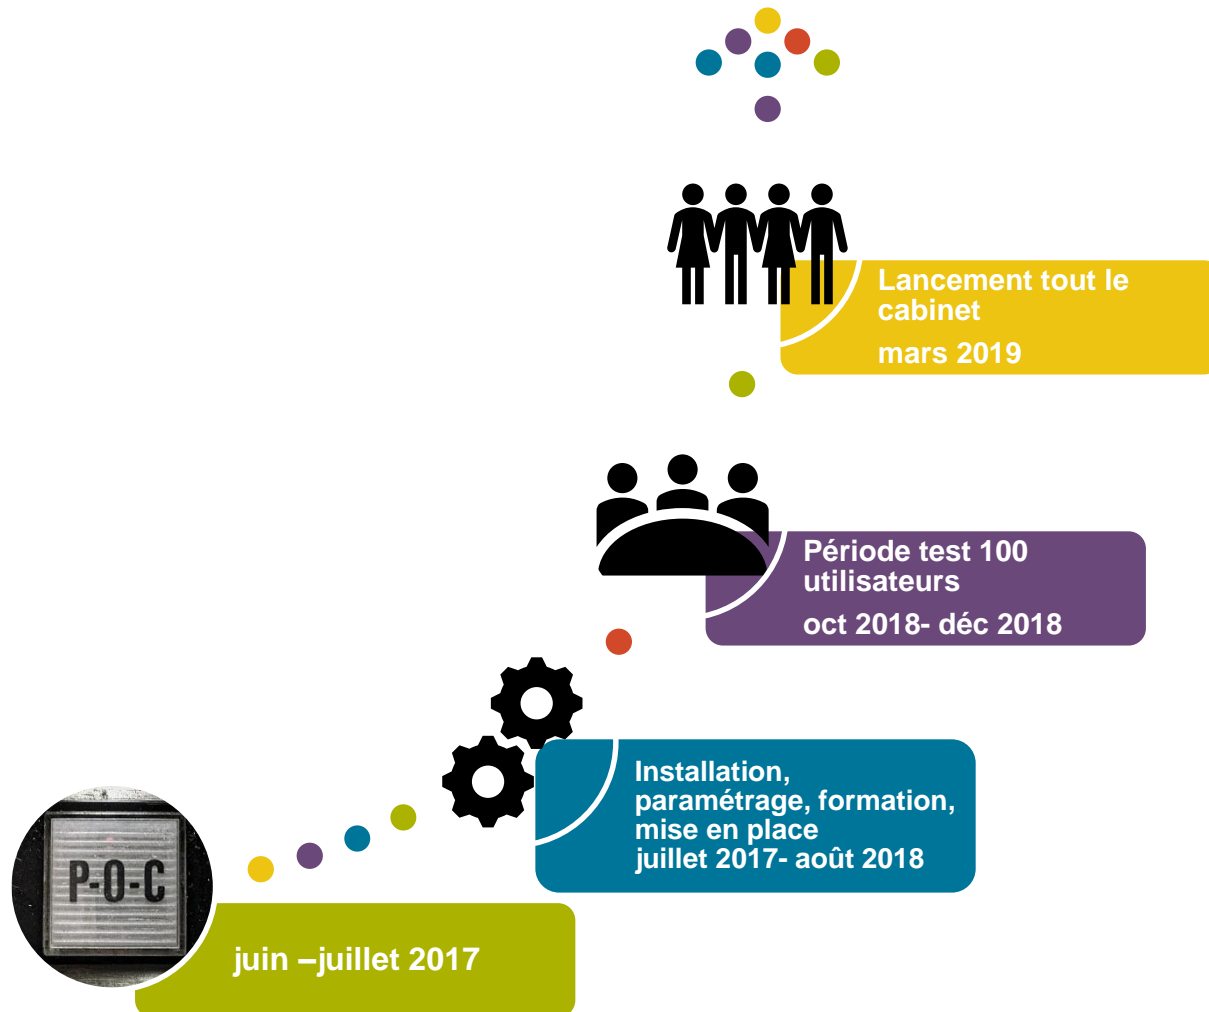 Lancement tout le
cabinet
mars 2019
Période test 100
utilisateurs
oct 2018- déc 2018
Installation,
paramétrage, formation,
mise en place
juillet 2017- août 2018
P-O-C
juin –juillet 2017